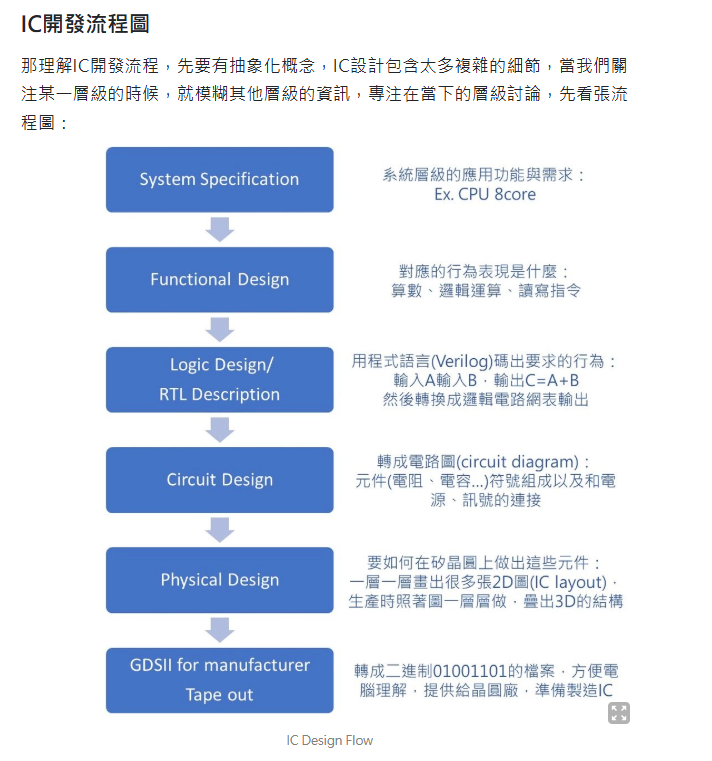 IC開發流程圖
那理解IC開發流程，先要有抽象化概念，IC設計包含太多複雜的細節，當我們關
注某一層級的時候，就模糊其他層級的資訊，專注在當下的層級討論，先看張流
程圖：
System Specification
系統層級的應用功能與需求：
Ex. CPU 8core
Functional Design
對應的行為表現是什麼：
算數、邏輯運算、讀寫指令
Logic Design/
RTL Description
用程式語言(Verilog)碼出要求的行為：
輸入A輸入B，輸出C=A+B
然後轉換成邏輯電路網表輸出
Circuit Design
轉成電路圖(circuit diagram)：
元件(電阻、電容...)符號組成以及和電
源、訊號的連接
Physical Design
要如何在矽晶圓上做出這些元件：
一層一層畫出很多張2D圖(IC layout)，
生產時照著圖一層層做，疊出3D的結構
GDSII for manufacturer
Tape out
轉成二進制01001101的檔案，方便電
腦理解，提供給晶圓廠，準備製造IC
IC Design Flow